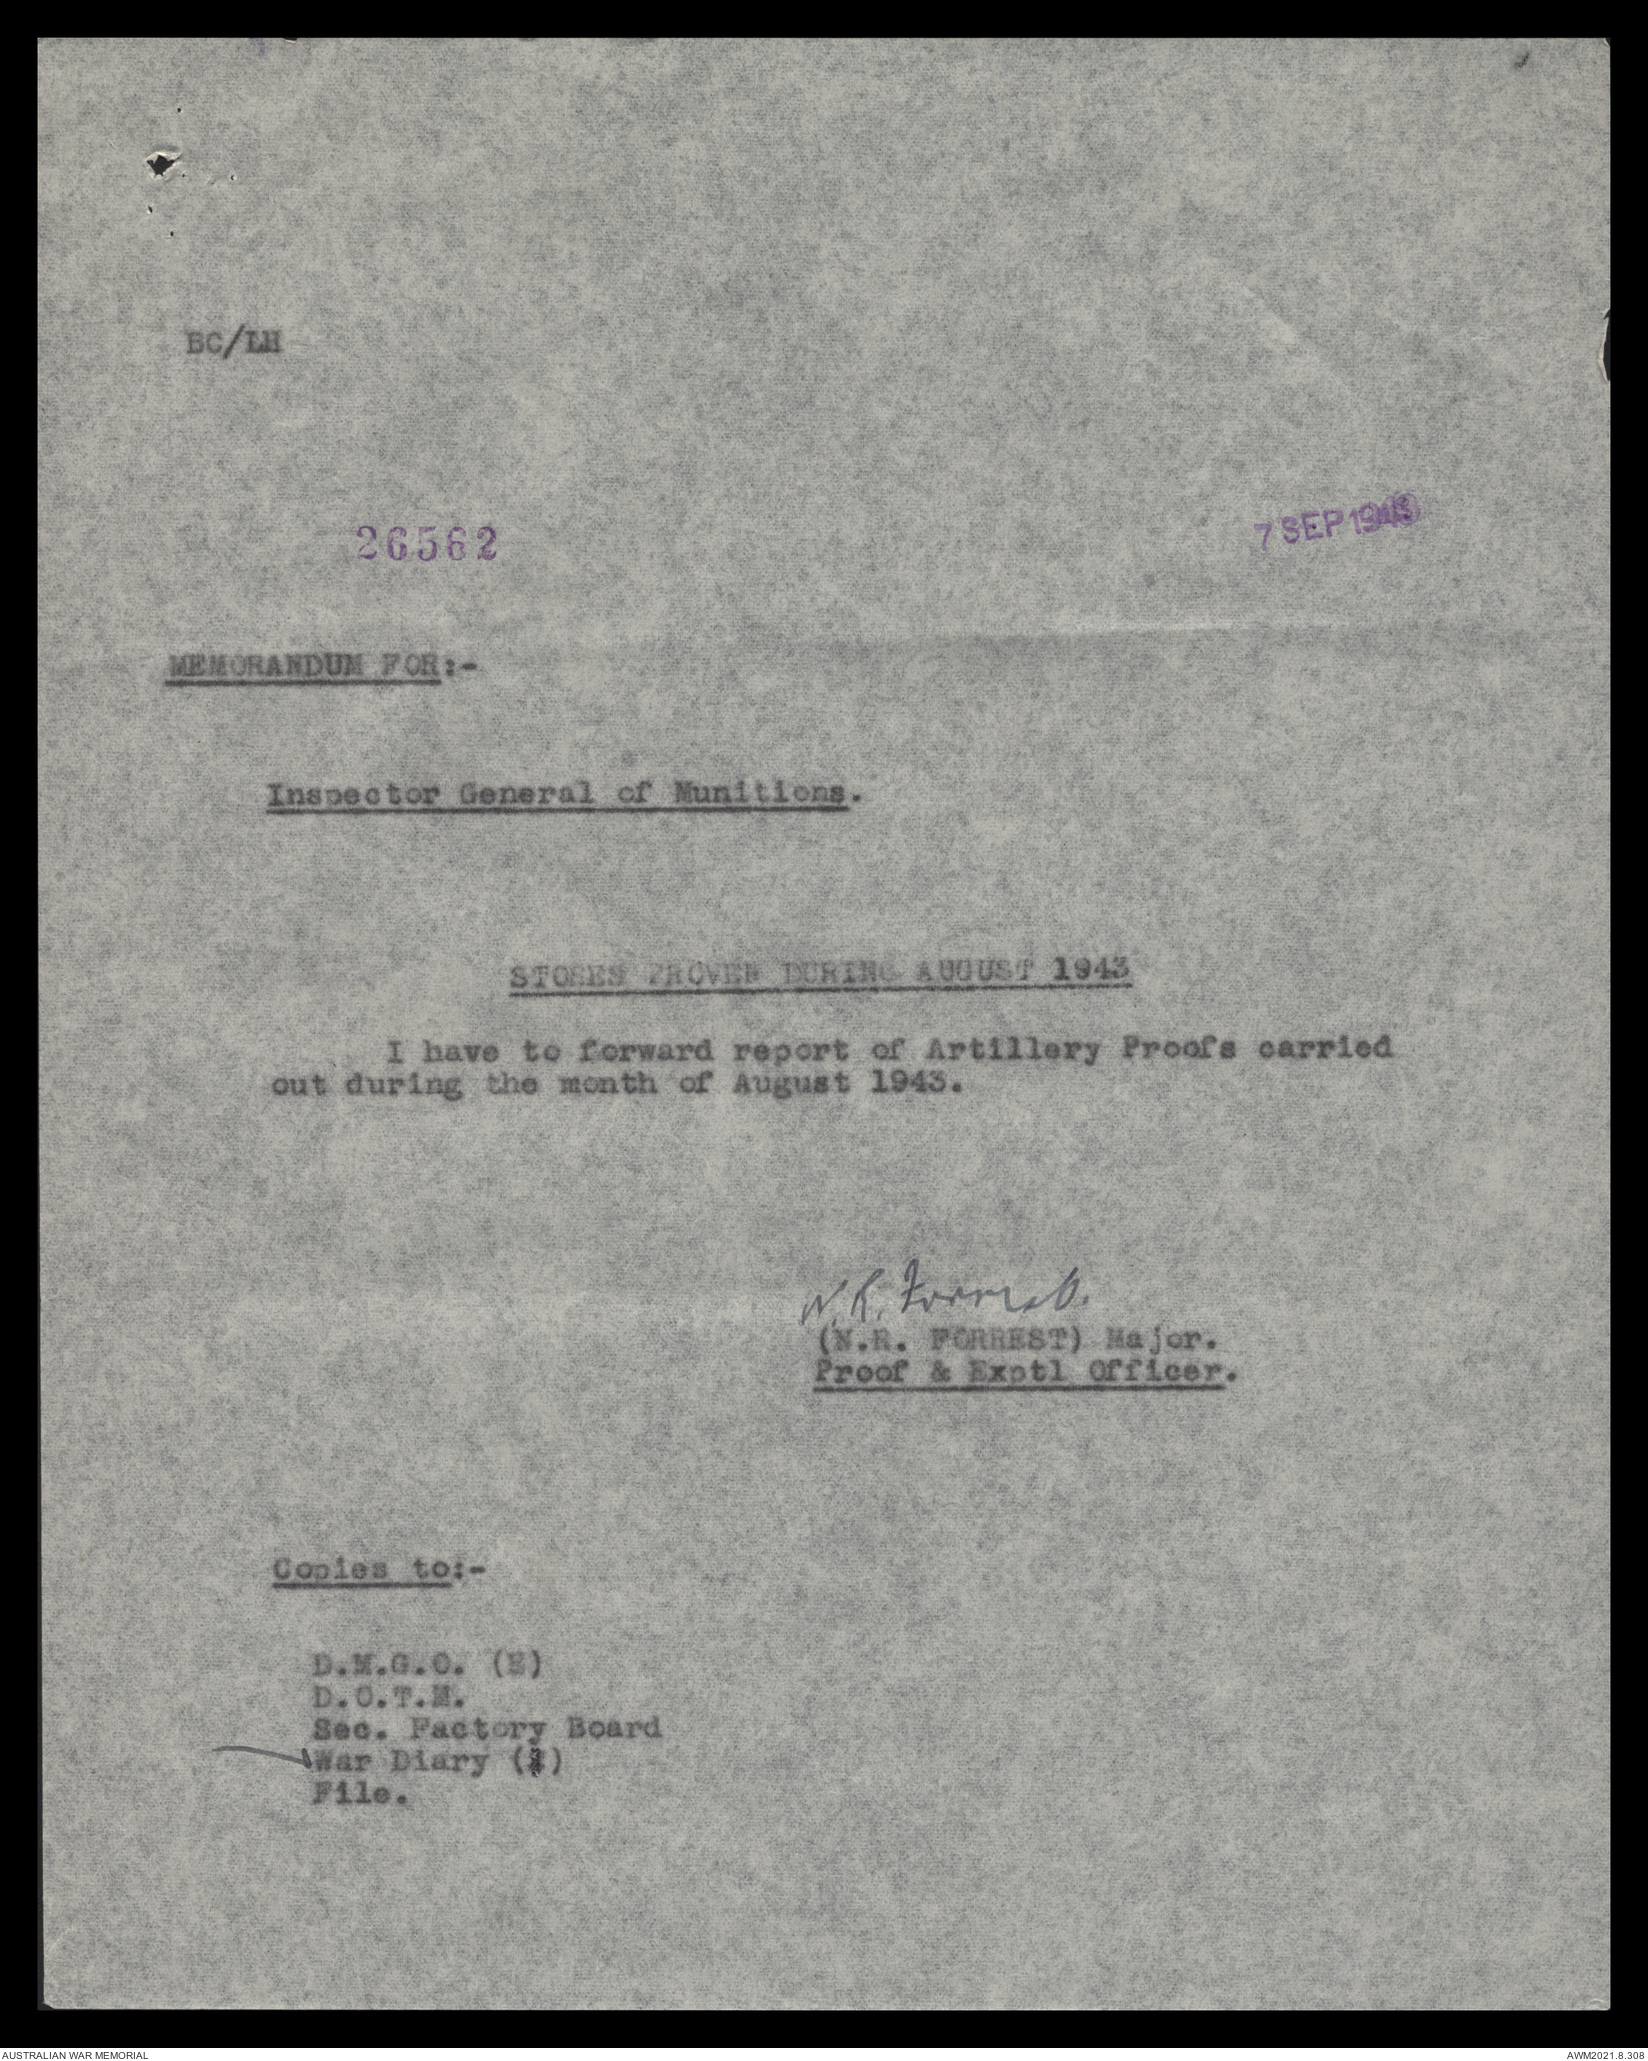 BC/LH
26562
7 SEP 1943
MEMORANDUM FOR:-
Inspector General of Munitions.
STORES PROVEN DURING AUGUST 1943
I have to forward report of Artillery Proofs carried
out during the month of August 1943.
N.R. Forrest.
(N.R. FORREST) Major.
Proof & Exptl Officer.
Copies to:-
D.M.G.O. (E)
D.O.T.M.
Sec. Factory Board
War Diary ( )
File.
AUSTRALIAN WAR MEMORIAL
AWM2021.8.308